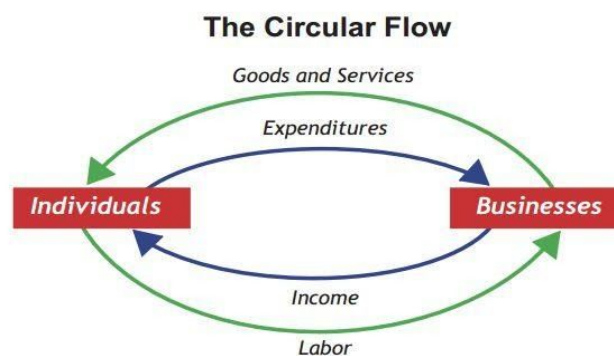 The Circular Flow
Goods and Services
Expenditures
Individuals
Businesses
Income
Labor